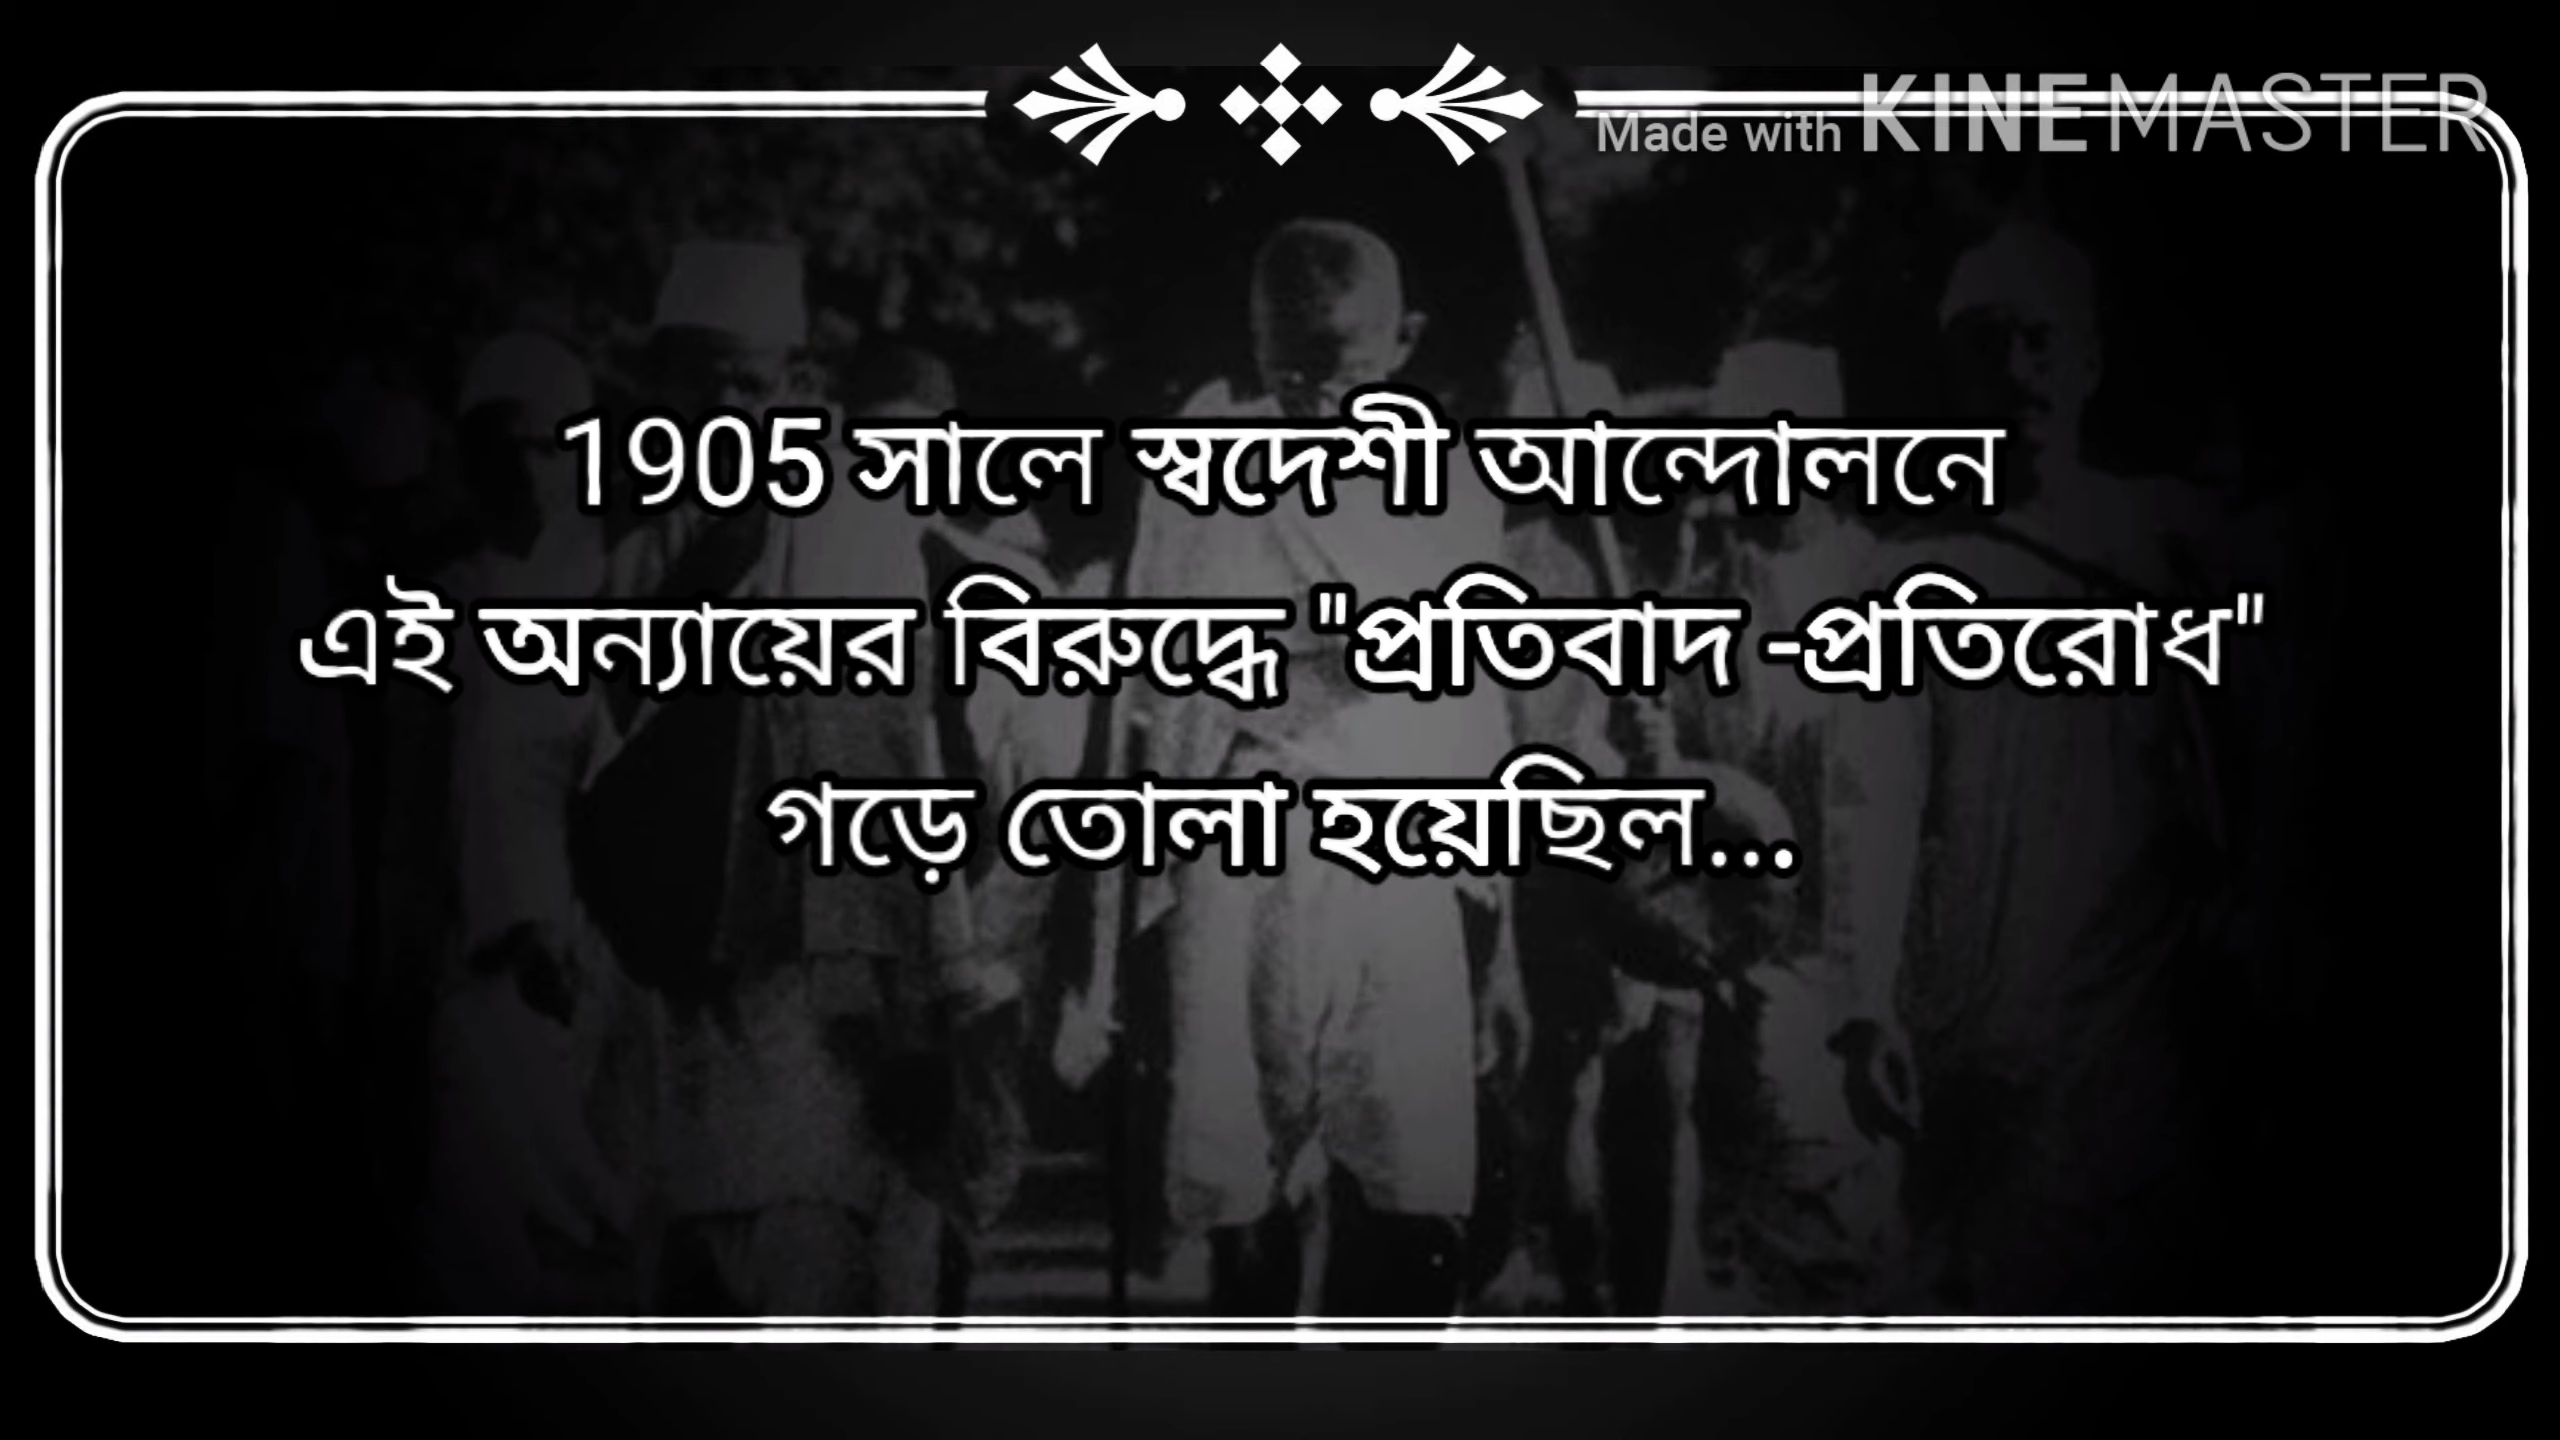 Made with KINEMASTER
1905 সালে স্বদেশী আন্দোলনে
এই অন্যায়ের বিরুদ্ধে "প্রতিবাদ -প্রতিরোধ"
গড়ে তোলা হয়েছিল...